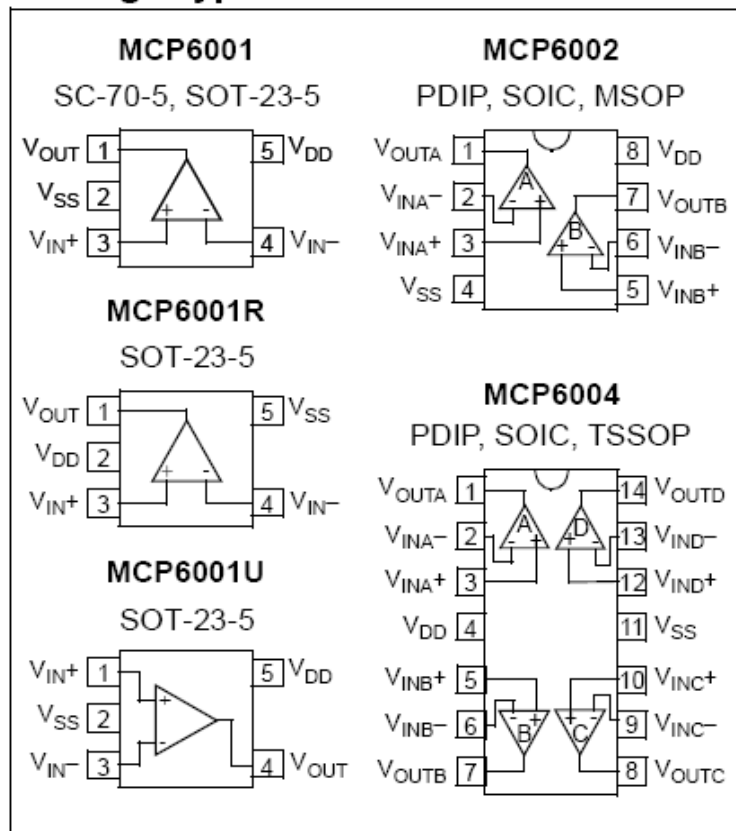 MCP6001
SC-70-5, SOT-23-5
VOUT 1 5 VDD
VSS 2
VIN+ 3 4 VIN–
+ -
MCP6001R
SOT-23-5
VOUT 1 5 VSS
VDD 2
VIN+ 3 4 VIN–
+ -
MCP6001U
SOT-23-5
VIN+ 1 5 VDD
VSS 2
VIN– 3 4 VOUT
+
-
MCP6002
PDIP, SOIC, MSOP
VOUTA 1 8 VDD
VINA– 2 7 VOUTB
VINA+ 3 6 VINB–
VSS 4 5 VINB+
A
- +
B
+ -
MCP6004
PDIP, SOIC, TSSOP
VOUTA 1 14 VOUTD
VINA– 2 13 VIND–
VINA+ 3 12 VIND+
VDD 4 11 VSS
VINB+ 5 10 VINC+
VINB– 6 9 VINC–
VOUTB 7 8 VOUTC
A D
- + + -
- + + -
B C